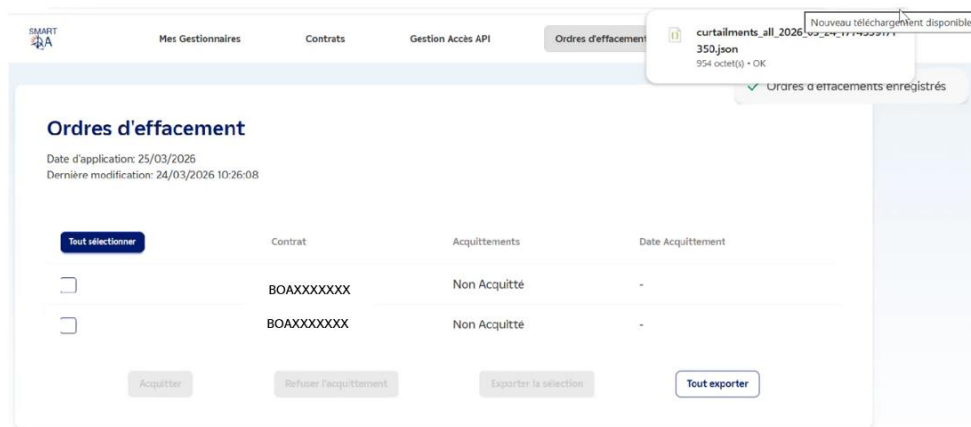 SMART
OA
Mes Gestionnaires
Contrats
Gestion Accès API
Ordres d'effacement
Nouveau téléchargement disponible
350.json
954 octet(s) • OK
Ordres d'effacements enregistrés
Ordres d'effacement
Date d'application: 25/03/2026
Dernière modification: 24/03/2026 10:26:08
Tout sélectionner
Contrat
Acquittements
Date Acquittement
BOAXXXXXXX
Non Acquitté
-
BOAXXXXXXX
Non Acquitté
-
Acquitter
Refuser l'acquittement
Exporter la sélection
Tout exporter